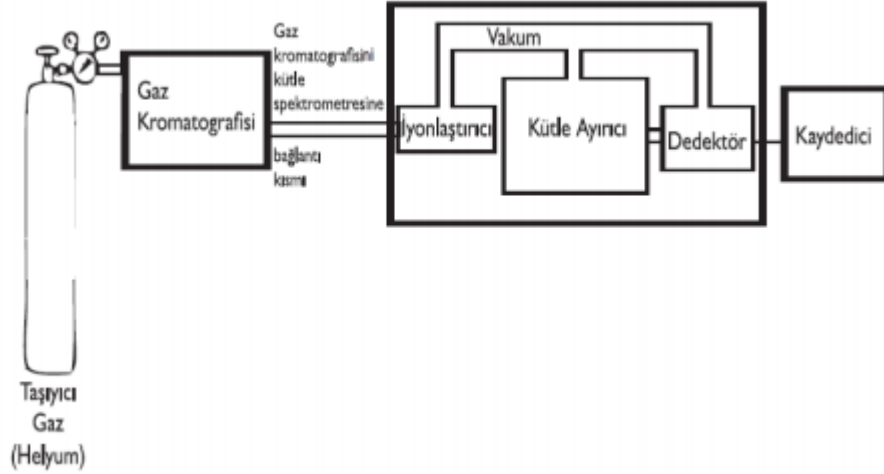 Taşıyıcı
Gaz
(Helyum)
Gaz
Kromatografisi
Gaz
kromatografisini
kütle
spektrometresine
bağlantı
kısmı
Vakum
İyonlaştırıcı
Kütle Ayırıcı
Dedektör
Kaydedici